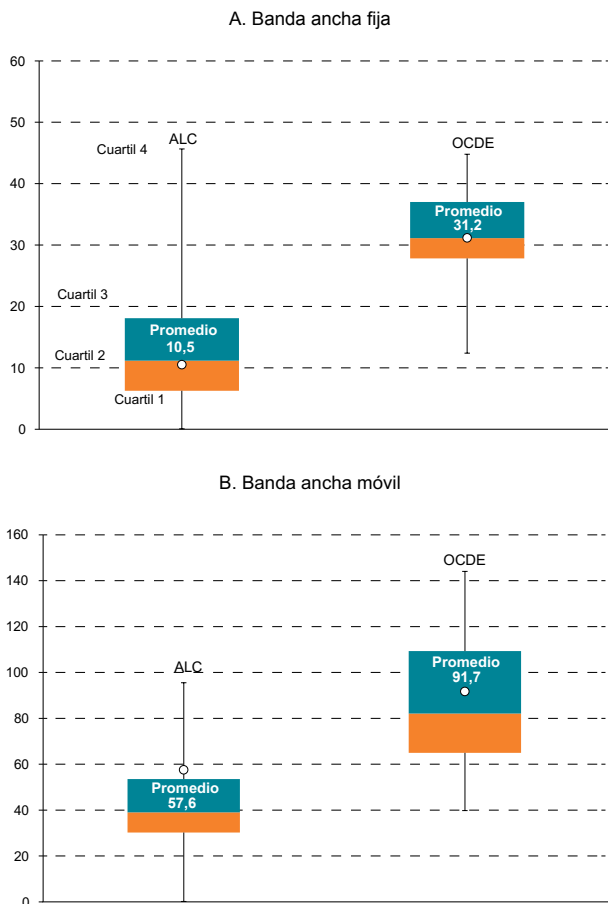 A. Banda ancha fija
60
50
40
30
20
10
0
Cuartil 4
ALC
OCDE
Cuartil 3
Cuartil 2
Cuartil 1
Promedio
10,5
Promedio
31,2
B. Banda ancha móvil
160
140
120
100
80
60
40
20
0
ALC
OCDE
Promedio
57,6
Promedio
91,7